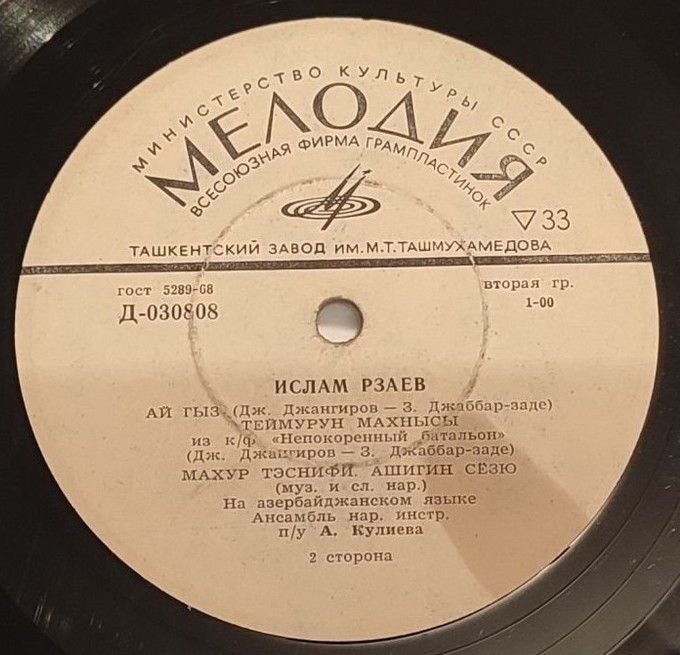 МИНИСТЕРСТВО КУЛЬТУРЫ СССР
МЕЛОДИЯ
ВСЕСОЮЗНАЯ ФИРМА ГРАМПЛАСТИНОК
▽ 33
ТАШКЕНТСКИЙ ЗАВОД ИМ. М.Т. ТАШМУХАМЕДОВА
гост 5289-68
вторая гр.
Д-030808
1-00
ИСЛАМ РЗАЕВ
АЙ ГЫЗ (Дж. Джангиров — З. Джаббар-заде)
ТЕЙМУРУН МАХНЫСЫ
из к/ф «Непокоренный батальон»
(Дж. Джангиров — З. Джаббар-заде)
МАХУР ТЭСНИФИ. АШИГИН СЁЗЮ
(муз. и сл. нар.)
На азербайджанском языке
Ансамбль нар. инстр.
п/у А. Кулиева
2 сторона